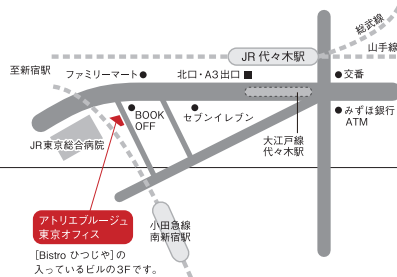 総武線
JR 代々木駅
山手線
至新宿駅
ファミリーマート
北口・A3出口
交番
BOOK
OFF
セブンイレブン
みずほ銀行
ATM
JR東京総合病院
大江戸線
代々木駅
アトリエブルージュ
東京オフィス
小田急線
南新宿駅
[Bistro ひつじや]の
入っているビルの3Fです。